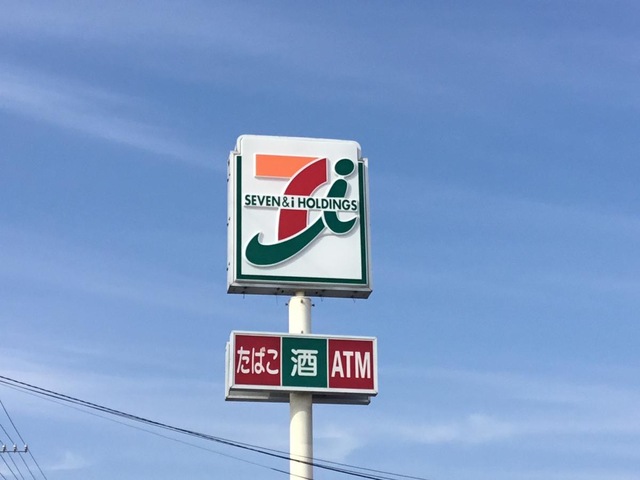 SEVEN & i HOLDINGS
たばこ 酒 ATM